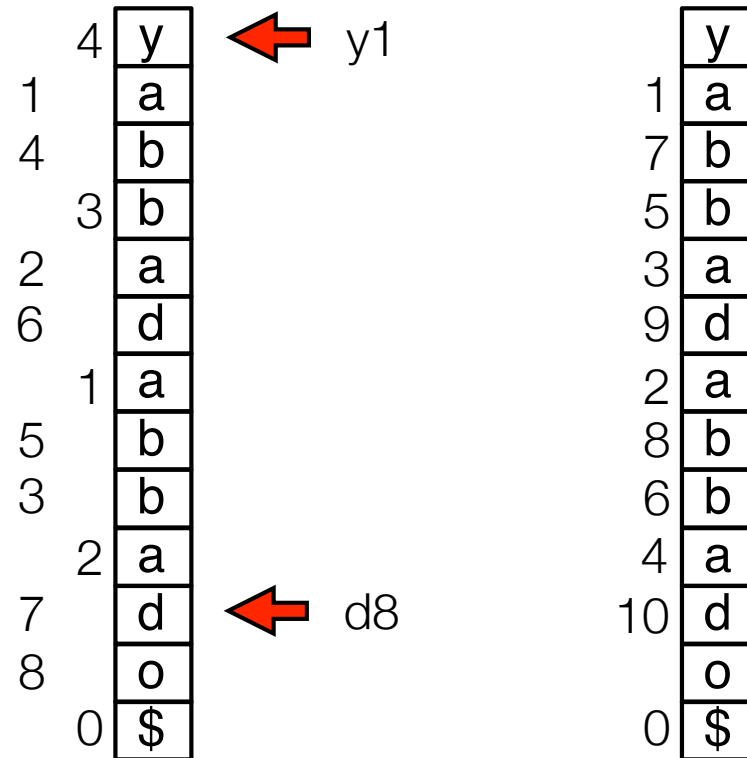 4 y y1 y
1 a 1 a
4 b 7 b
3 b 5 b
2 a 3 a
6 d 9 d
1 a 2 a
5 b 8 b
3 b 6 b
2 a 4 a
7 d d8 10 d
8 o o
0 $ 0 $